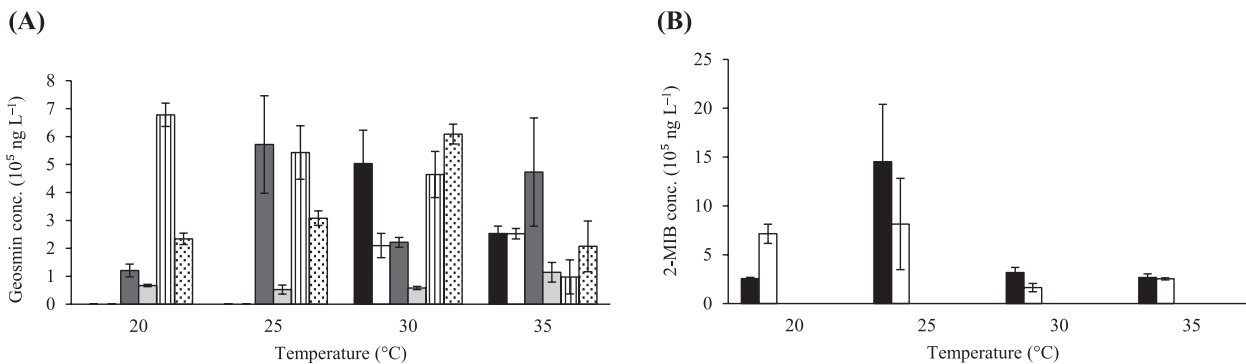 (A)
Geosmin conc. (10⁵ ng L⁻¹)
8
7
6
5
4
3
2
1
0
20 25 30 35
Temperature (°C)
(B)
2-MIB conc. (10⁵ ng L⁻¹)
25
20
15
10
5
0
20 25 30 35
Temperature (°C)